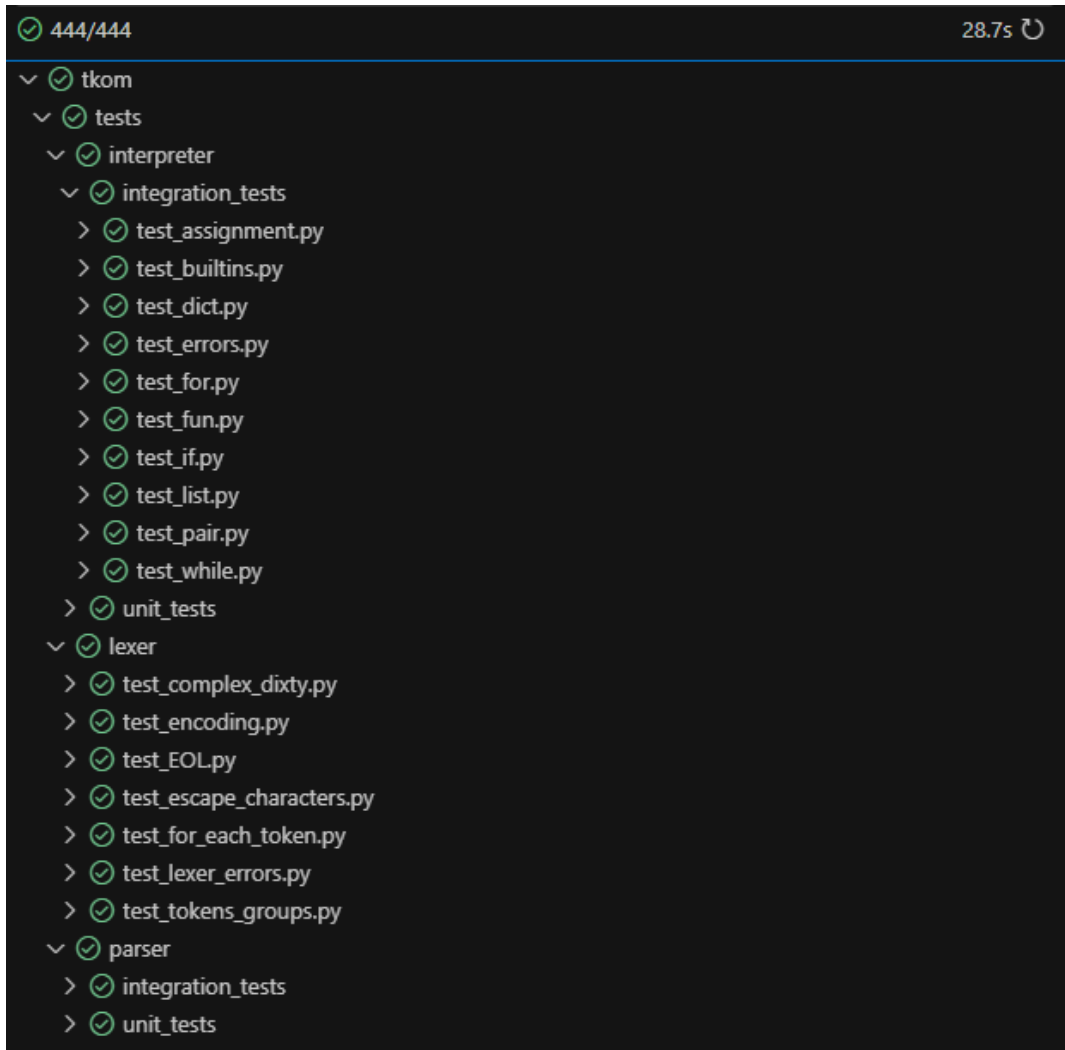 444/444 28.7s
tkom
tests
interpreter
integration_tests
test_assignment.py
test_builtins.py
test_dict.py
test_errors.py
test_for.py
test_fun.py
test_if.py
test_list.py
test_pair.py
test_while.py
unit_tests
lexer
test_complex_dixty.py
test_encoding.py
test_EOL.py
test_escape_characters.py
test_for_each_token.py
test_lexer_errors.py
test_tokens_groups.py
parser
integration_tests
unit_tests